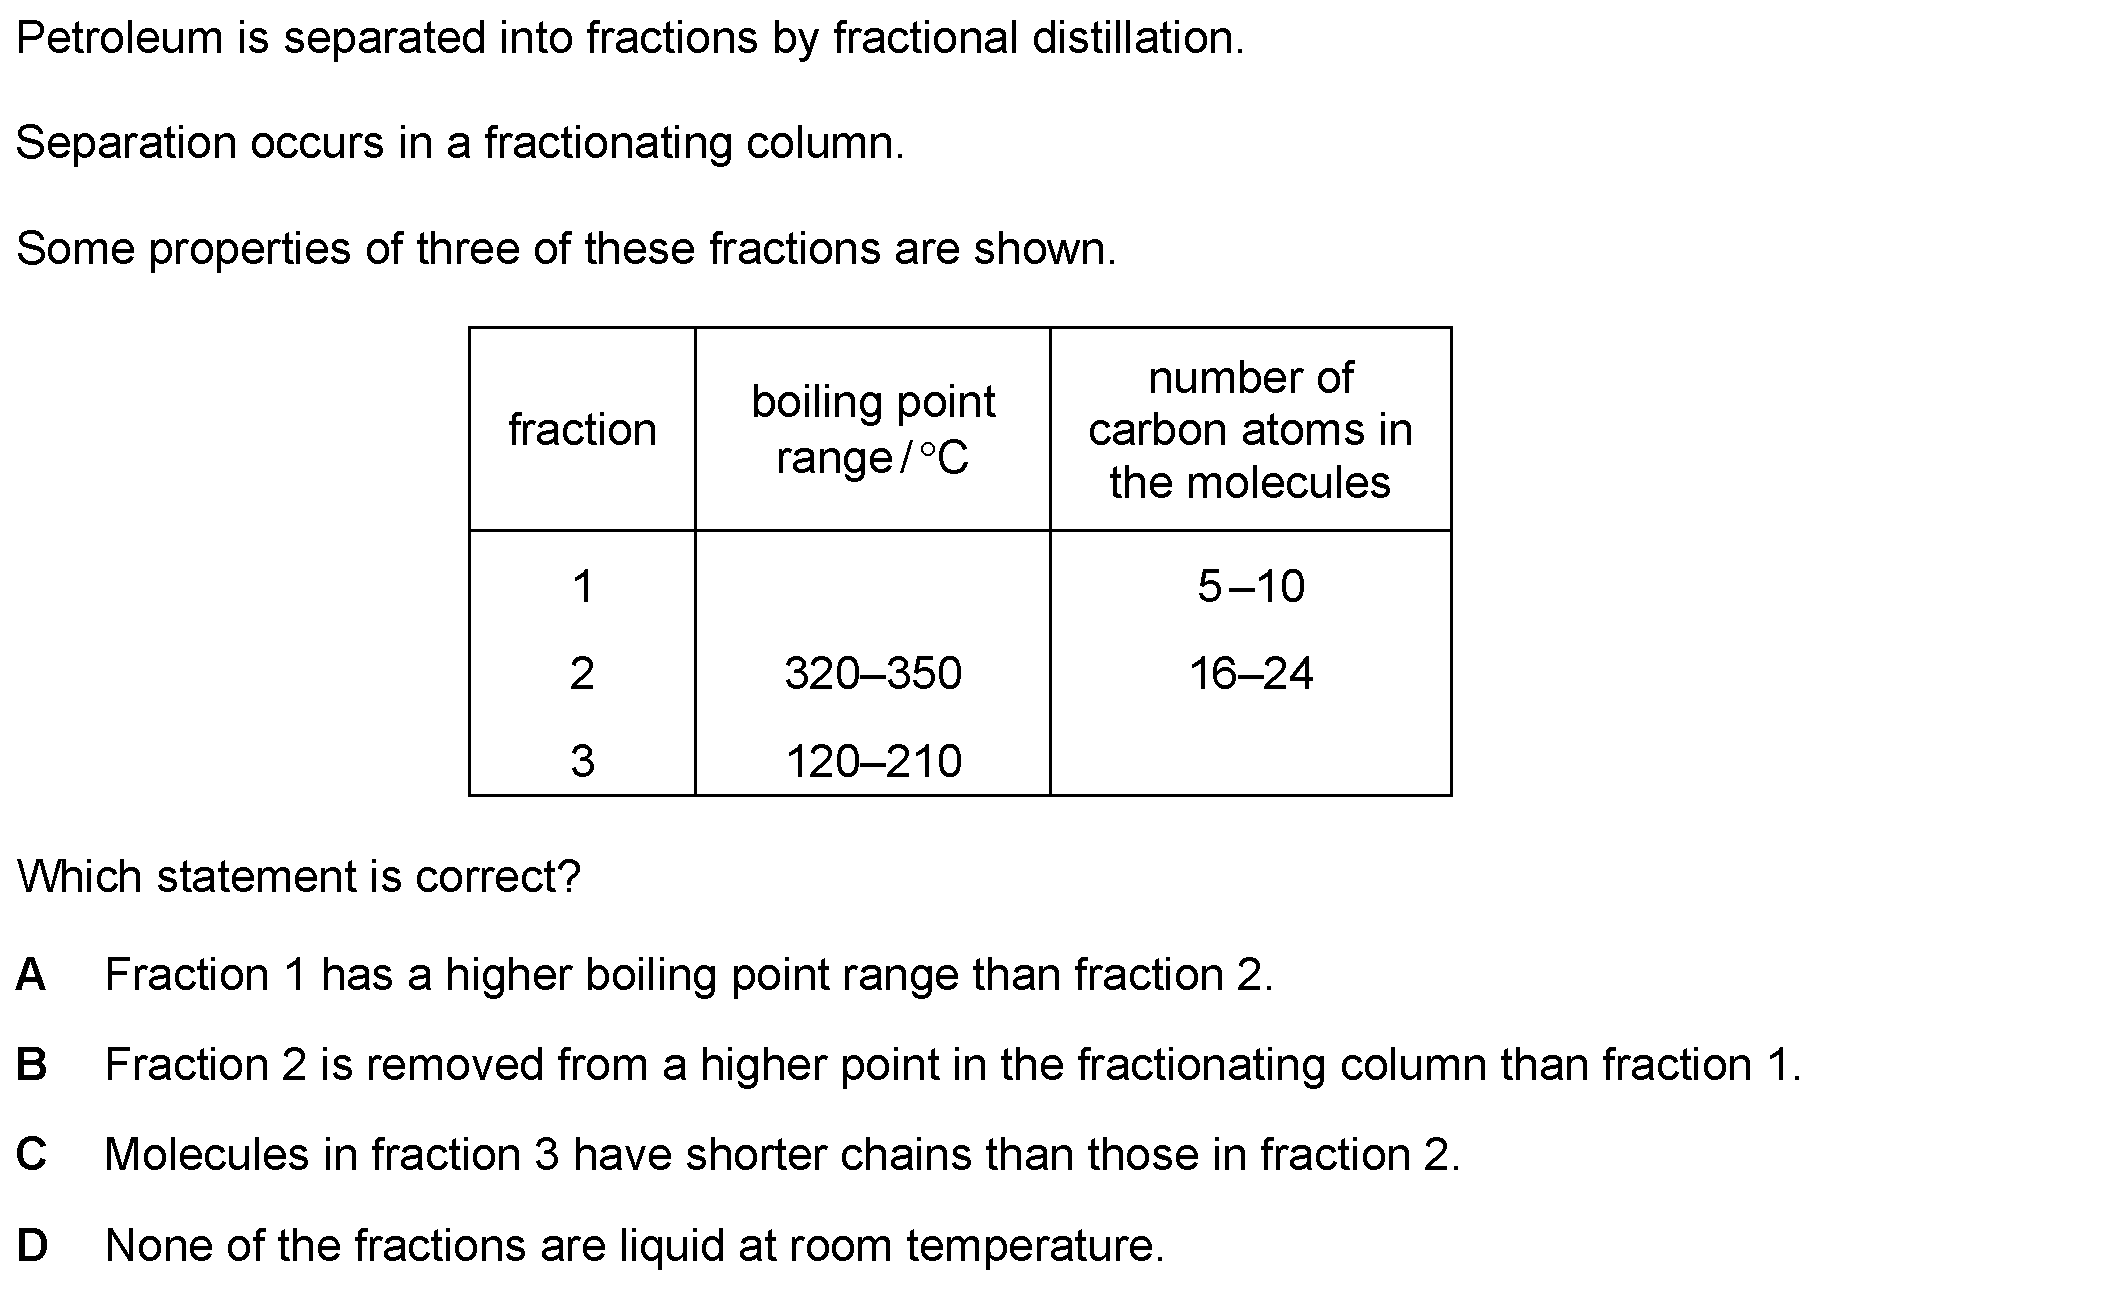 Petroleum is separated into fractions by fractional distillation.
Separation occurs in a fractionating column.
Some properties of three of these fractions are shown.
fraction
boiling point
range / °C
number of
carbon atoms in
the molecules
1 5–10
2 320–350 16–24
3 120–210
Which statement is correct?
A Fraction 1 has a higher boiling point range than fraction 2.
B Fraction 2 is removed from a higher point in the fractionating column than fraction 1.
C Molecules in fraction 3 have shorter chains than those in fraction 2.
D None of the fractions are liquid at room temperature.